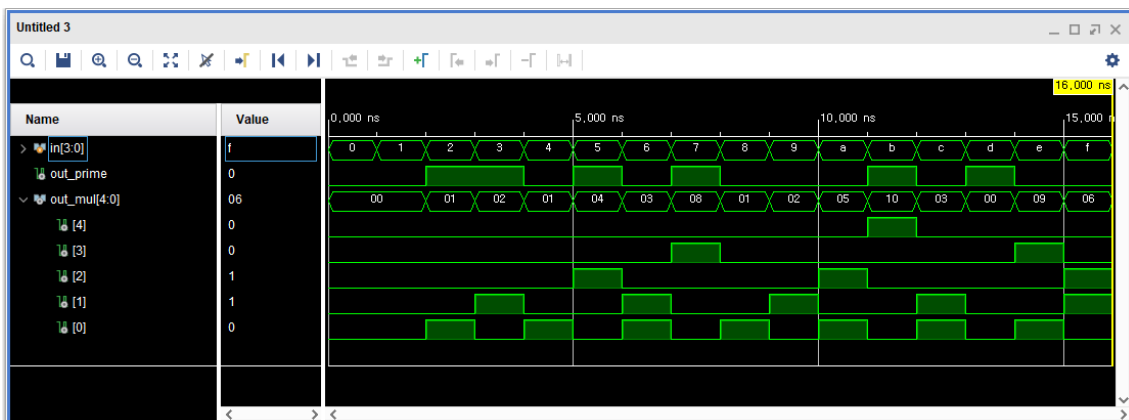 Untitled 3
16,000 ns
Name Value 0,000 ns 5,000 ns 10,000 ns 15,000 n
in[3:0] f 0 1 2 3 4 5 6 7 8 9 a b c d e f
out_prime 0
out_mul[4:0] 06 00 01 02 01 04 03 08 01 02 05 10 03 00 09 06
[4] 0
[3] 0
[2] 1
[1] 1
[0] 0